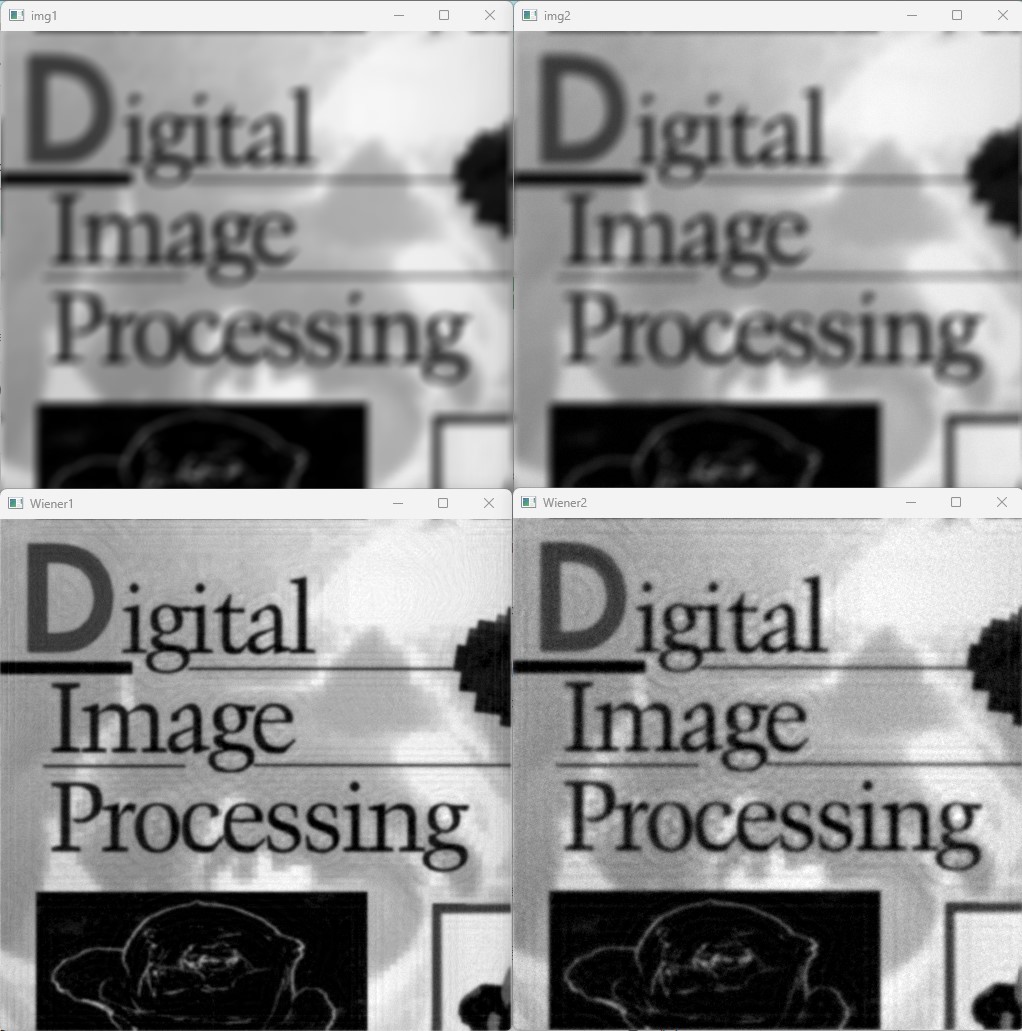 img1
img2
Digital
Image
Processing
Digital
Image
Processing
Wiener1
Wiener2
Digital
Image
Processing
Digital
Image
Processing